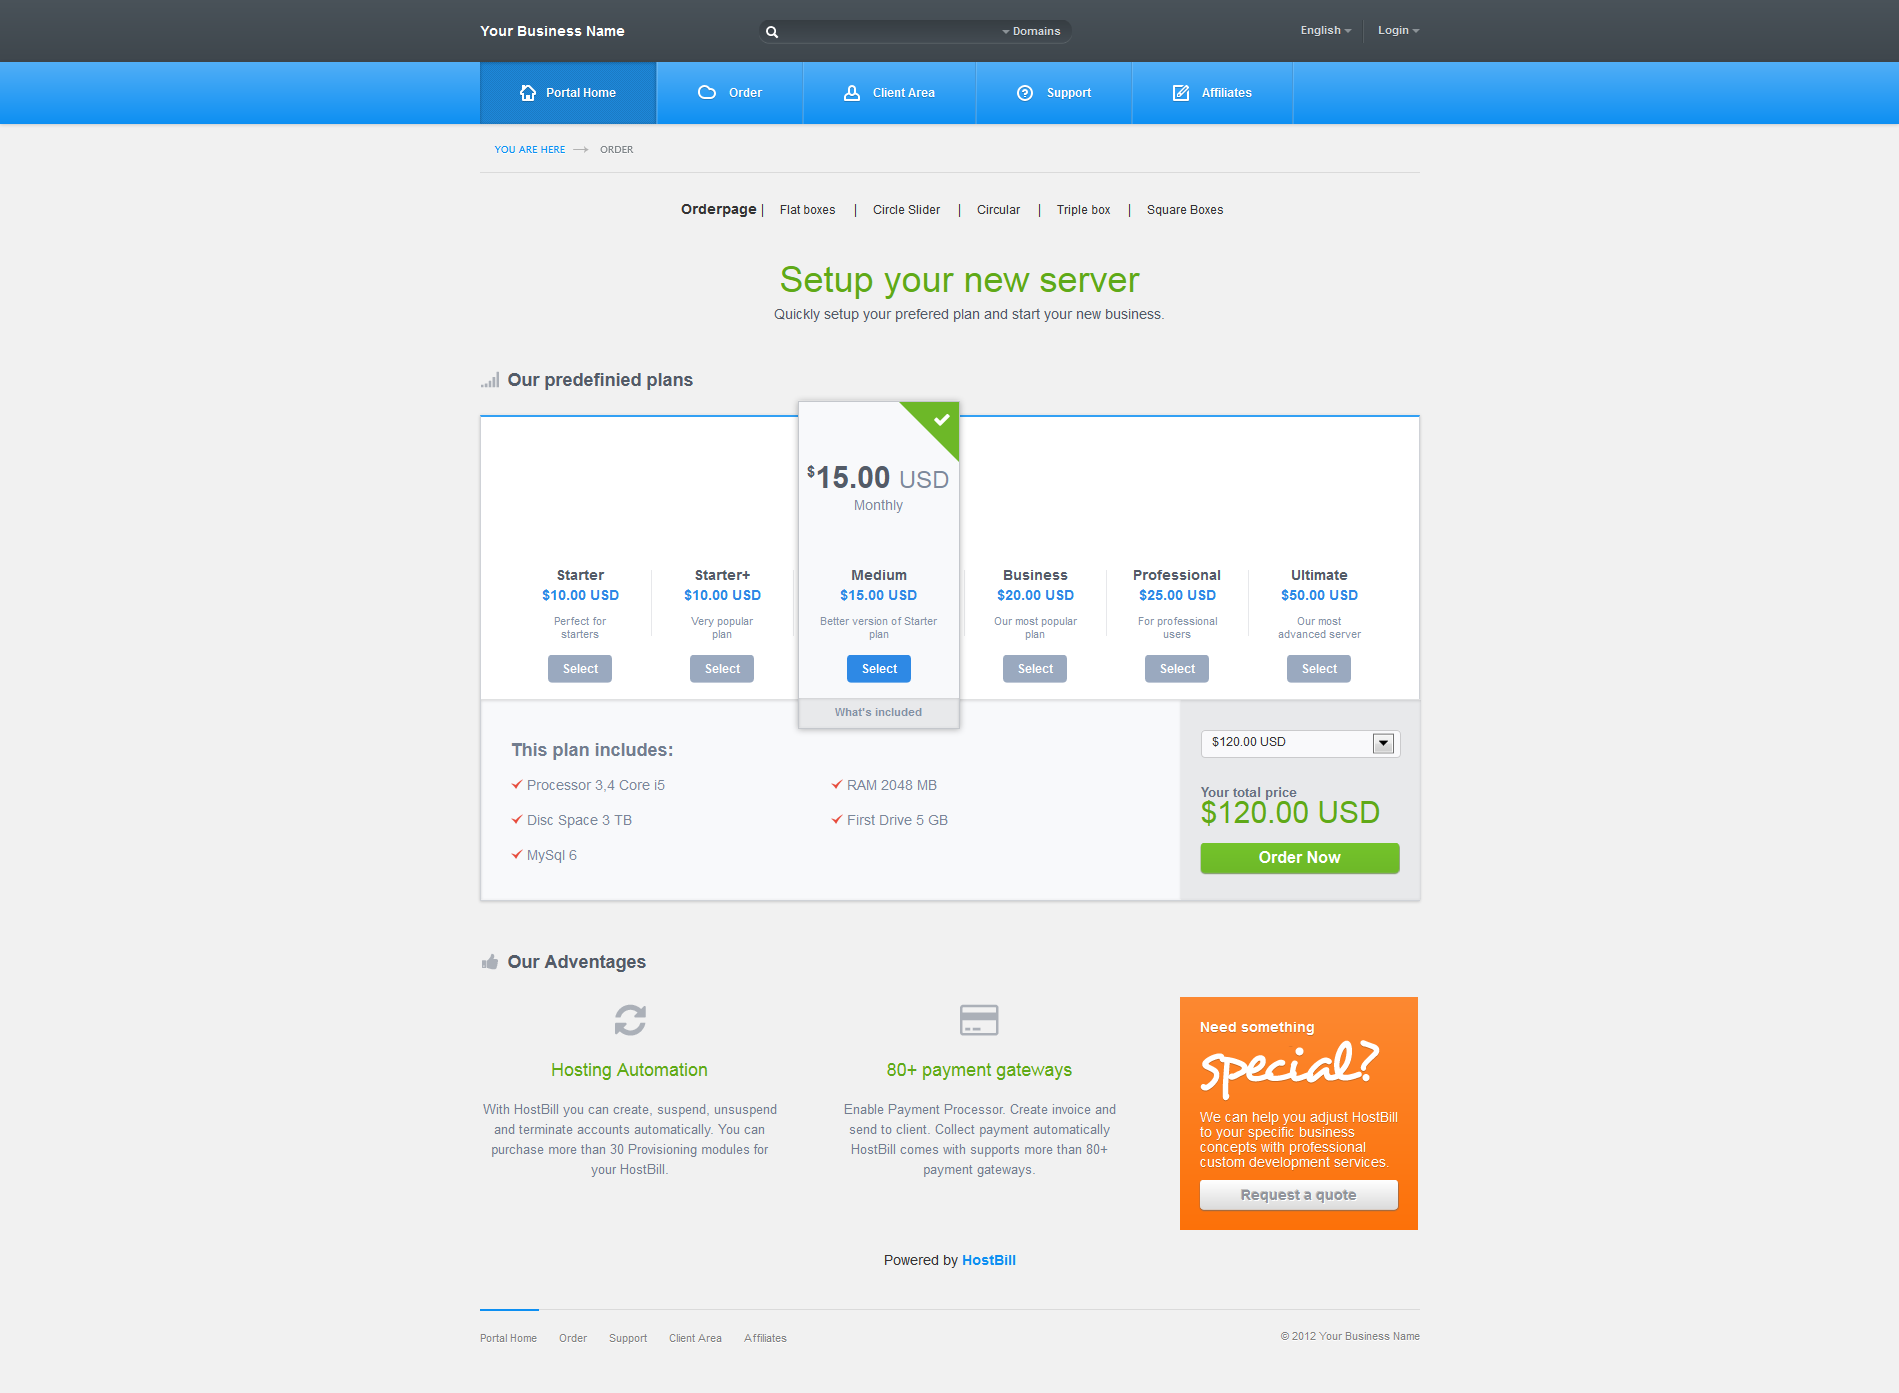 Your Business Name
Domains
English
Login
Portal Home
Order
Client Area
Support
Affiliates
YOU ARE HERE
ORDER
Orderpage | Flat boxes | Circle Slider | Circular | Triple box | Square Boxes
Setup your new server
Quickly setup your prefered plan and start your new business.
Our predefinied plans
$15.00 USD
Monthly
Starter
$10.00 USD
Perfect for
starters
Select
Starter+
$10.00 USD
Very popular
plan
Select
Medium
$15.00 USD
Better version of Starter
plan
Select
What's included
Business
$20.00 USD
Our most popular
plan
Select
Professional
$25.00 USD
For professional
users
Select
Ultimate
$50.00 USD
Our most
advanced server
Select
This plan includes:
Processor 3,4 Core i5
RAM 2048 MB
Disc Space 3 TB
First Drive 5 GB
MySql 6
$120.00 USD
Your total price
$120.00 USD
Order Now
Our Adventages
Hosting Automation
With HostBill you can create, suspend, unsuspend
and terminate accounts automatically. You can
purchase more than 30 Provisioning modules for
your HostBill.
80+ payment gateways
Enable Payment Processor. Create invoice and
send to client. Collect payment automatically
HostBill comes with supports more than 80+
payment gateways.
Need something
special?
We can help you adjust HostBill
to your specific business
concepts with professional
custom development services.
Request a quote
Powered by HostBill
Portal Home
Order
Support
Client Area
Affiliates
© 2012 Your Business Name